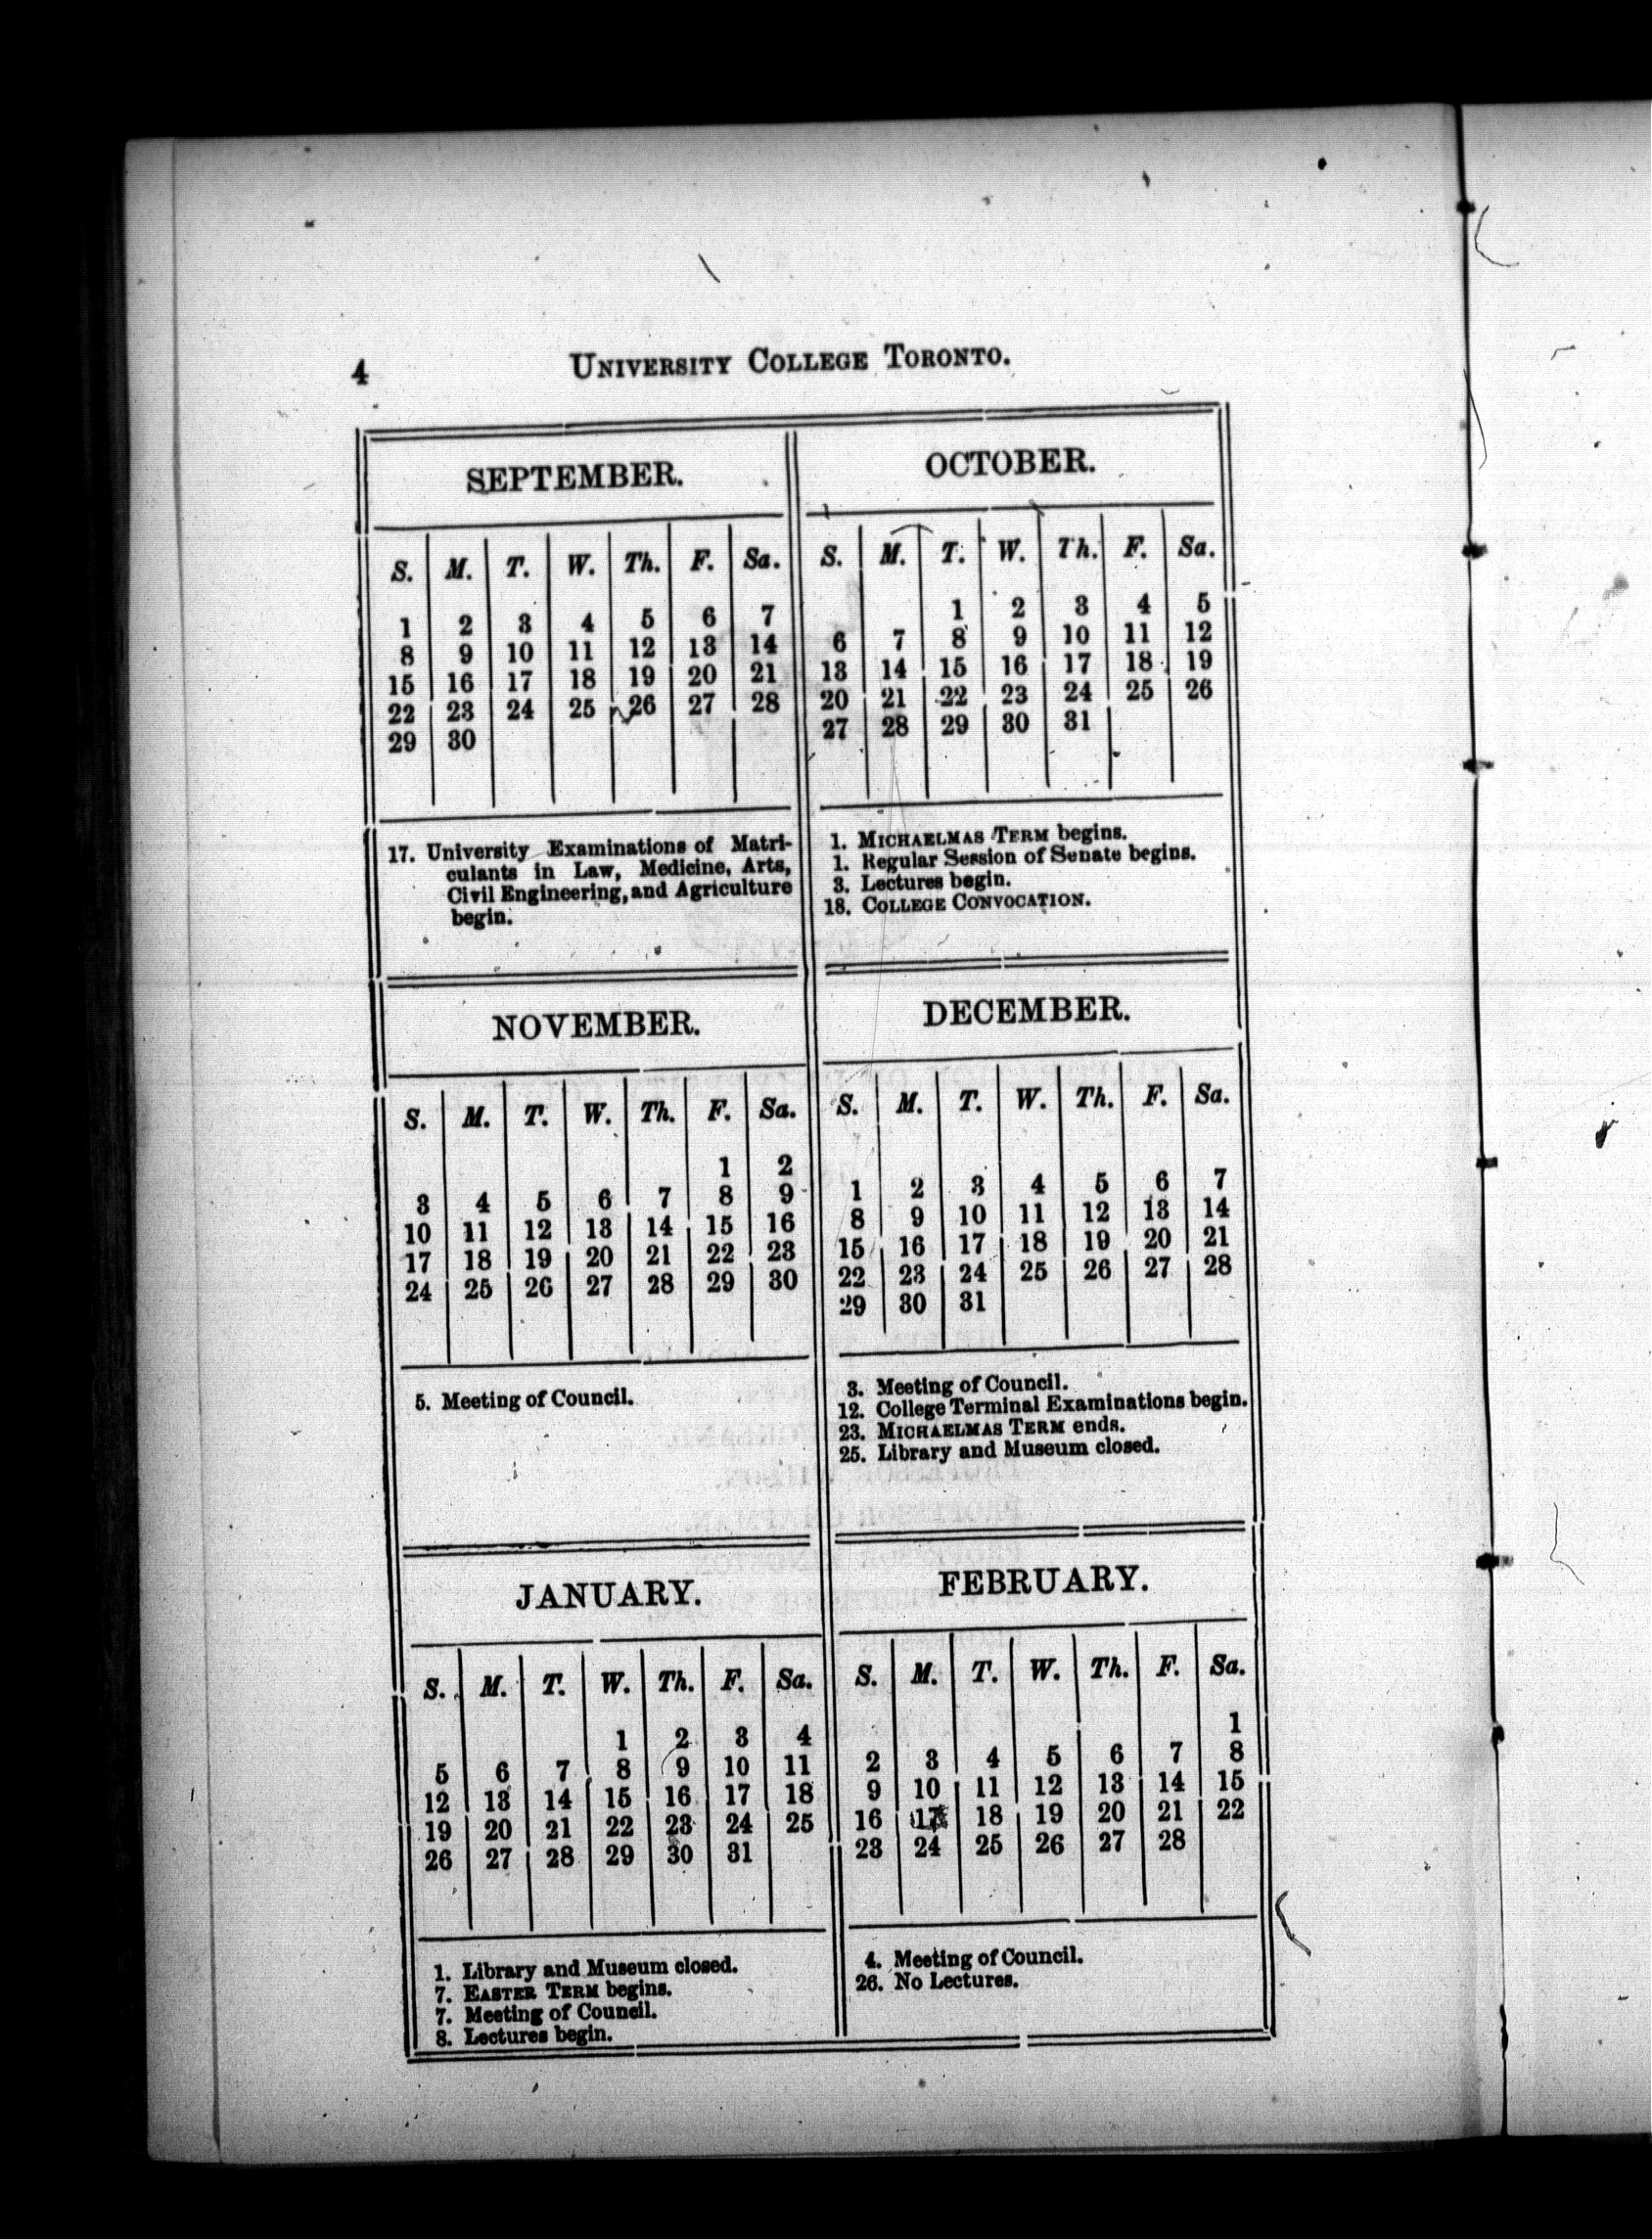 4
UNIVERSITY COLLEGE TORONTO.
SEPTEMBER.
S. M. T. W. Th. F. Sa.
1 2 3 4 5 6 7
8 9 10 11 12 13 14
15 16 17 18 19 20 21
22 23 24 25 26 27 28
29 30
17. University Examinations of Matri-
culants in Law, Medicine, Arts,
Civil Engineering, and Agriculture
begin.
OCTOBER.
S. M. T. W. Th. F. Sa.
1 2 3 4 5
6 7 8 9 10 11 12
13 14 15 16 17 18 19
20 21 22 23 24 25 26
27 28 29 30 31
1. MICHAELMAS TERM begins.
1. Regular Session of Senate begins.
3. Lectures begin.
18. COLLEGE CONVOCATION.
NOVEMBER.
S. M. T. W. Th. F. Sa.
1 2
3 4 5 6 7 8 9
10 11 12 13 14 15 16
17 18 19 20 21 22 23
24 25 26 27 28 29 30
5. Meeting of Council.
DECEMBER.
S. M. T. W. Th. F. Sa.
1 2 3 4 5 6 7
8 9 10 11 12 13 14
15 16 17 18 19 20 21
22 23 24 25 26 27 28
29 30 31
3. Meeting of Council.
12. College Terminal Examinations begin.
23. MICHAELMAS TERM ends.
25. Library and Museum closed.
JANUARY.
S. M. T. W. Th. F. Sa.
1 2 3 4
5 6 7 8 9 10 11
12 13 14 15 16 17 18
19 20 21 22 23 24 25
26 27 28 29 30 31
1. Library and Museum closed.
7. EASTER TERM begins.
7. Meeting of Council.
8. Lectures begin.
FEBRUARY.
S. M. T. W. Th. F. Sa.
1
2 3 4 5 6 7 8
9 10 11 12 13 14 15
16 17 18 19 20 21 22
23 24 25 26 27 28
4. Meeting of Council.
26. No Lectures.